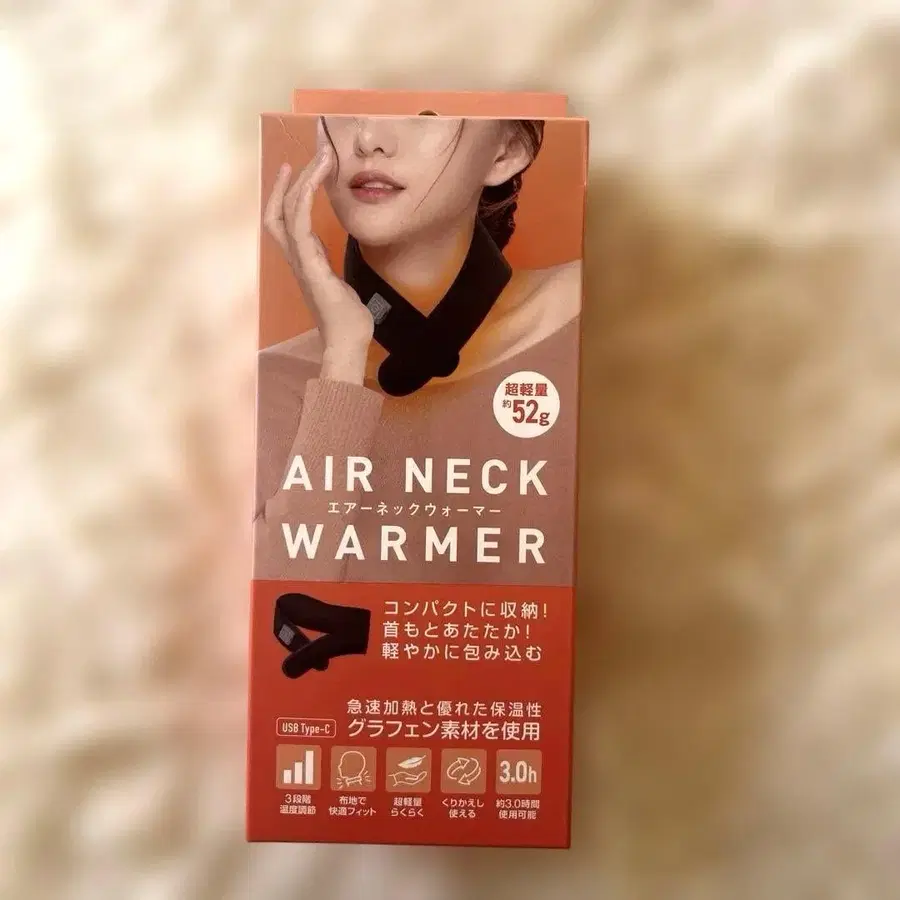 超軽量
約52g
AIR NECK
エアーネックウォーマー
WARMER
コンパクトに収納!
首もとあたたか!
軽やかに包み込む
急速加熱と優れた保温性
USB Type-C
グラフェン素材を使用
3段階
温度調節
布地で
快適フィット
超軽量
らくらく
くりかえし
使える
3.0h
約3.0時間
使用可能